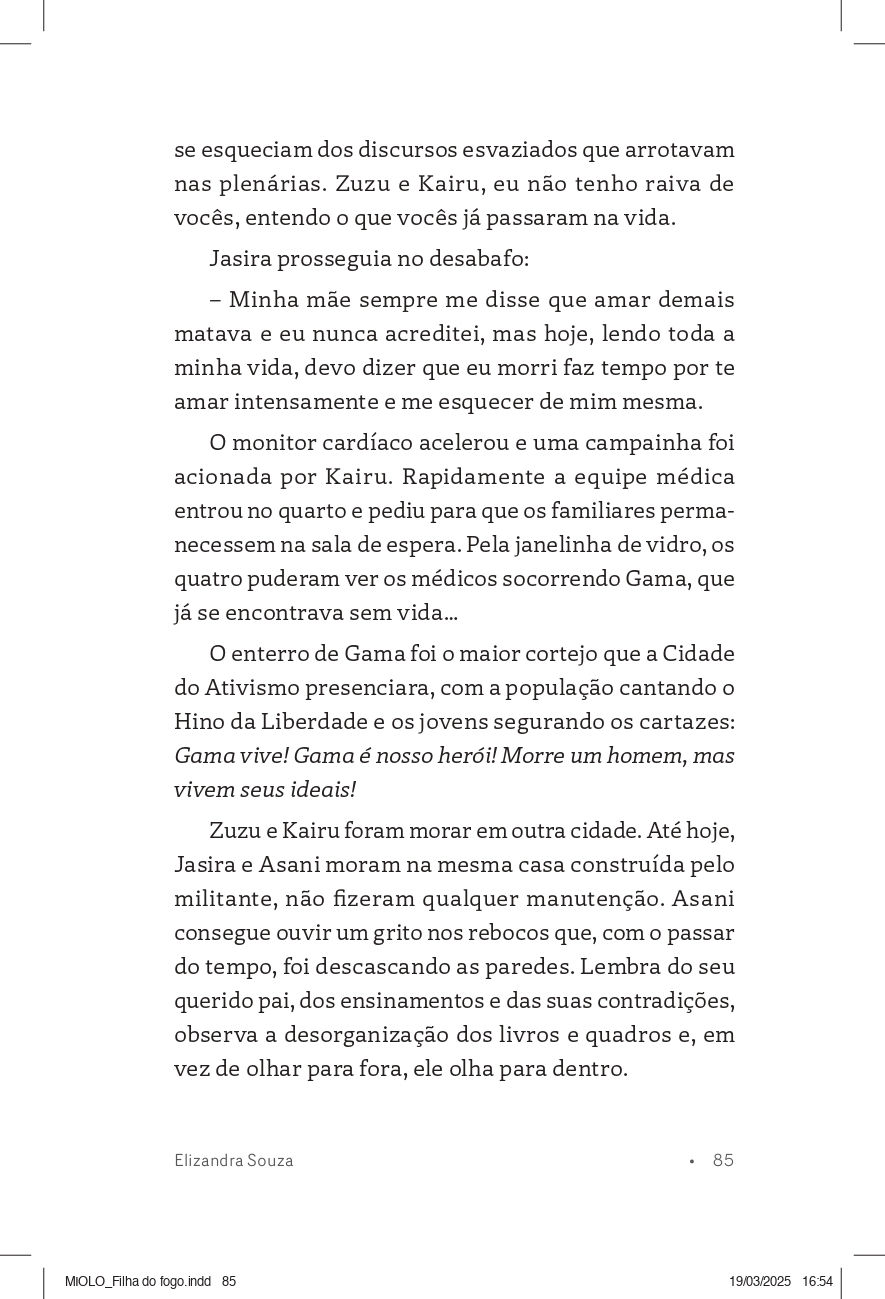 se esqueciam dos discursos esvaziados que arrotavam
nas plenárias. Zuzu e Kairu, eu não tenho raiva de
vocês, entendo o que vocês já passaram na vida.
Jasira prosseguia no desabafo:
– Minha mãe sempre me disse que amar demais
matava e eu nunca acreditei, mas hoje, lendo toda a
minha vida, devo dizer que eu morri faz tempo por te
amar intensamente e me esquecer de mim mesma.
O monitor cardíaco acelerou e uma campainha foi
acionada por Kairu. Rapidamente a equipe médica
entrou no quarto e pediu para que os familiares perma-
necessem na sala de espera. Pela janelinha de vidro, os
quatro puderam ver os médicos socorrendo Gama, que
já se encontrava sem vida...
O enterro de Gama foi o maior cortejo que a Cidade
do Ativismo presenciara, com a população cantando o
Hino da Liberdade e os jovens segurando os cartazes:
Gama vive! Gama é nosso herói! Morre um homem, mas
vivem seus ideais!
Zuzu e Kairu foram morar em outra cidade. Até hoje,
Jasira e Asani moram na mesma casa construída pelo
militante, não fizeram qualquer manutenção. Asani
consegue ouvir um grito nos rebocos que, com o passar
do tempo, foi descascando as paredes. Lembra do seu
querido pai, dos ensinamentos e das suas contradições,
observa a desorganização dos livros e quadros e, em
vez de olhar para fora, ele olha para dentro.
Elizandra Souza • 85
MIOLO_Filha do fogo.indd 85 19/03/2025 16:54